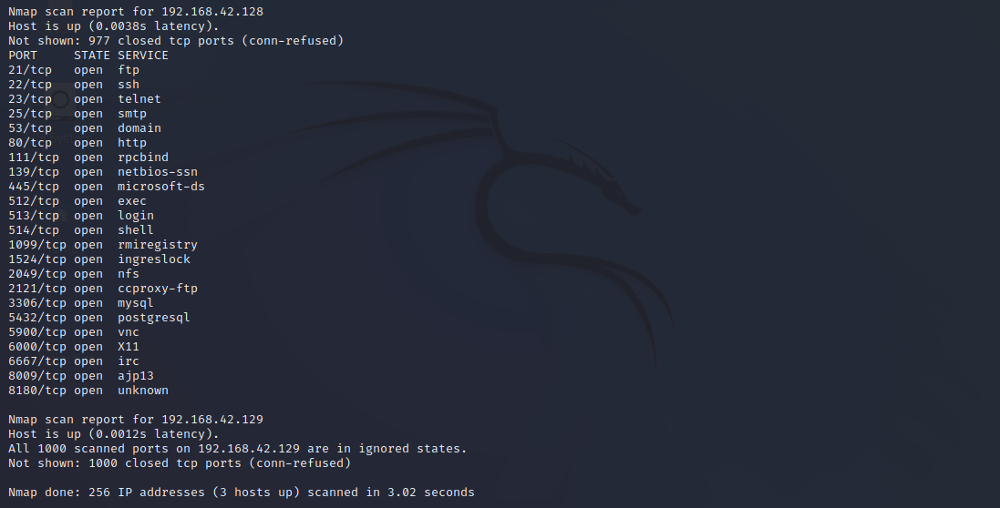 Nmap scan report for 192.168.42.128
Host is up (0.0038s latency).
Not shown: 977 closed tcp ports (conn-refused)
PORT     STATE SERVICE
21/tcp   open  ftp
22/tcp   open  ssh
23/tcp   open  telnet
25/tcp   open  smtp
53/tcp   open  domain
80/tcp   open  http
111/tcp  open  rpcbind
139/tcp  open  netbios-ssn
445/tcp  open  microsoft-ds
512/tcp  open  exec
513/tcp  open  login
514/tcp  open  shell
1099/tcp open  rmiregistry
1524/tcp open  ingreslock
2049/tcp open  nfs
2121/tcp open  ccproxy-ftp
3306/tcp open  mysql
5432/tcp open  postgresql
5900/tcp open  vnc
6000/tcp open  X11
6667/tcp open  irc
8009/tcp open  ajp13
8180/tcp open  unknown

Nmap scan report for 192.168.42.129
Host is up (0.0012s latency).
All 1000 scanned ports on 192.168.42.129 are in ignored states.
Not shown: 1000 closed tcp ports (conn-refused)

Nmap done: 256 IP addresses (3 hosts up) scanned in 3.02 seconds